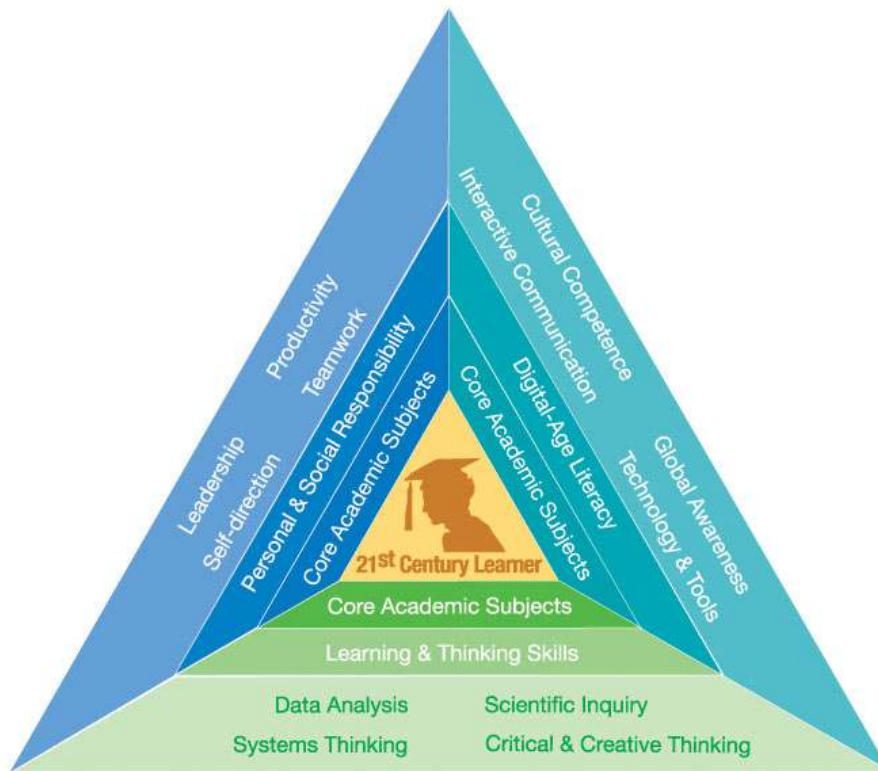 Productivity
Teamwork
Leadership
Self-direction
Personal & Social Responsibility
Core Academic Subjects
Cultural Competence
Interactive Communication
Global Awareness
Technology & Tools
Digital-Age Literacy
Core Academic Subjects
21st Century Learner
Core Academic Subjects
Learning & Thinking Skills
Data Analysis
Scientific Inquiry
Systems Thinking
Critical & Creative Thinking